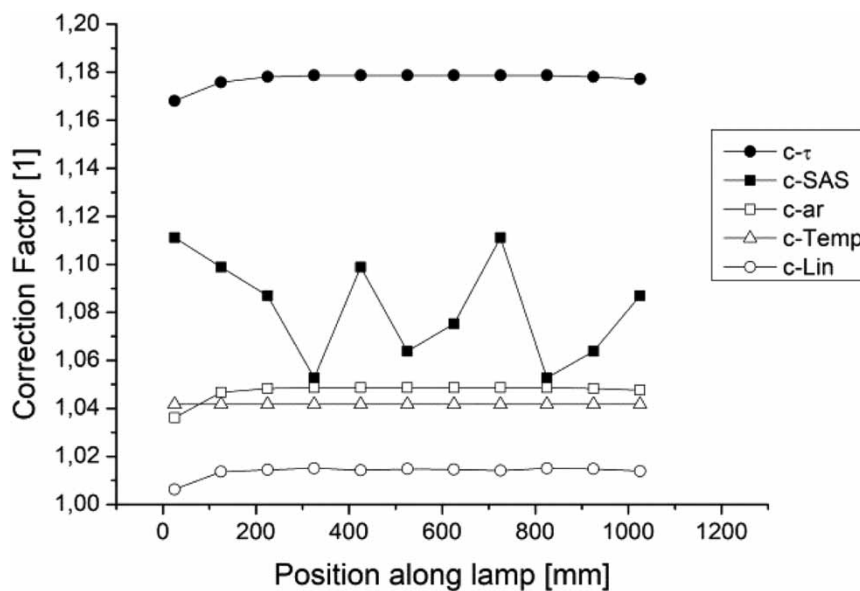 1,20
1,18
1,16
1,14
1,12
1,10
1,08
1,06
1,04
1,02
1,00
Correction Factor [1]
0
200
400
600
800
1000
1200
Position along lamp [mm]
c-τ
c-SAS
c-ar
c-Temp
c-Lin